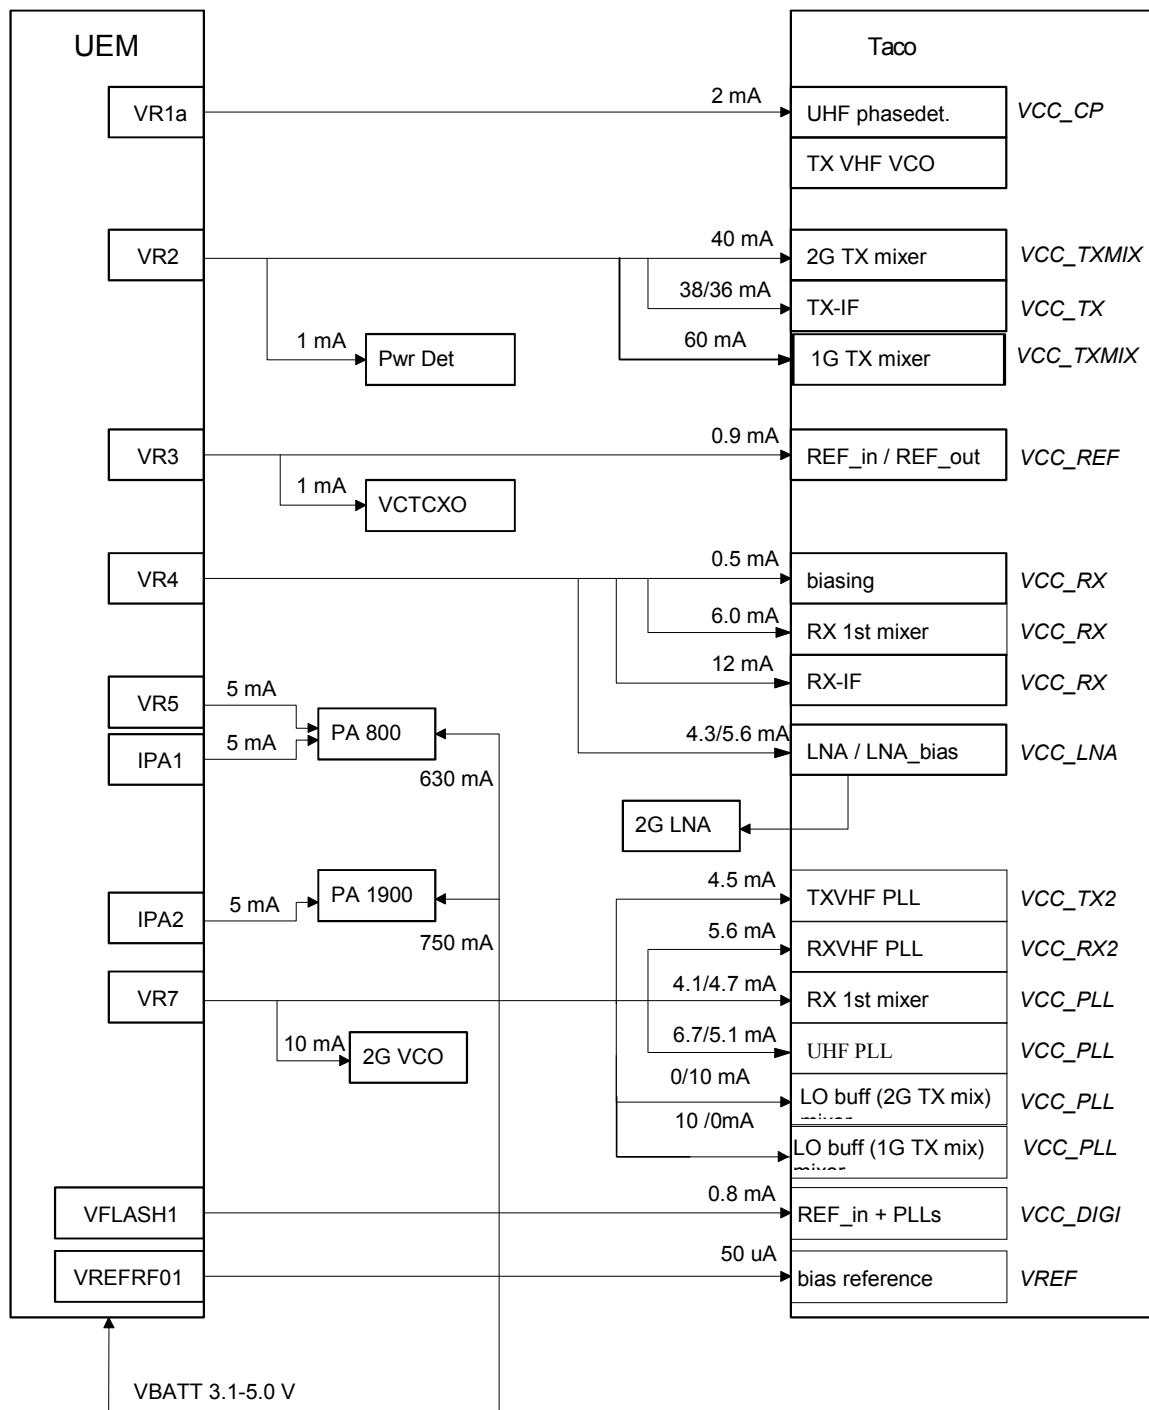 UEM
Taco
VR1a
2 mA
UHF phasedet.
VCC_CP
TX VHF VCO
VR2
40 mA
2G TX mixer
VCC_TXMIX
38/36 mA
TX-IF
VCC_TX
1 mA
Pwr Det
60 mA
1G TX mixer
VCC_TXMIX
VR3
0.9 mA
REF_in / REF_out
VCC_REF
1 mA
VCTCXO
VR4
0.5 mA
biasing
VCC_RX
6.0 mA
RX 1st mixer
VCC_RX
12 mA
RX-IF
VCC_RX
VR5
5 mA
PA 800
IPA1
5 mA
630 mA
4.3/5.6 mA
LNA / LNA_bias
VCC_LNA
2G LNA
IPA2
5 mA
PA 1900
750 mA
4.5 mA
TXVHF PLL
VCC_TX2
5.6 mA
RXVHF PLL
VCC_RX2
VR7
4.1/4.7 mA
RX 1st mixer
VCC_PLL
10 mA
2G VCO
6.7/5.1 mA
UHF PLL
VCC_PLL
0/10 mA
LO buff (2G TX mix)
mixer
VCC_PLL
10 /0mA
LO buff (1G TX mix)
mixer
VCC_PLL
VFLASH1
0.8 mA
REF_in + PLLs
VCC_DIGI
VREFRF01
50 uA
bias reference
VREF
VBATT 3.1-5.0 V